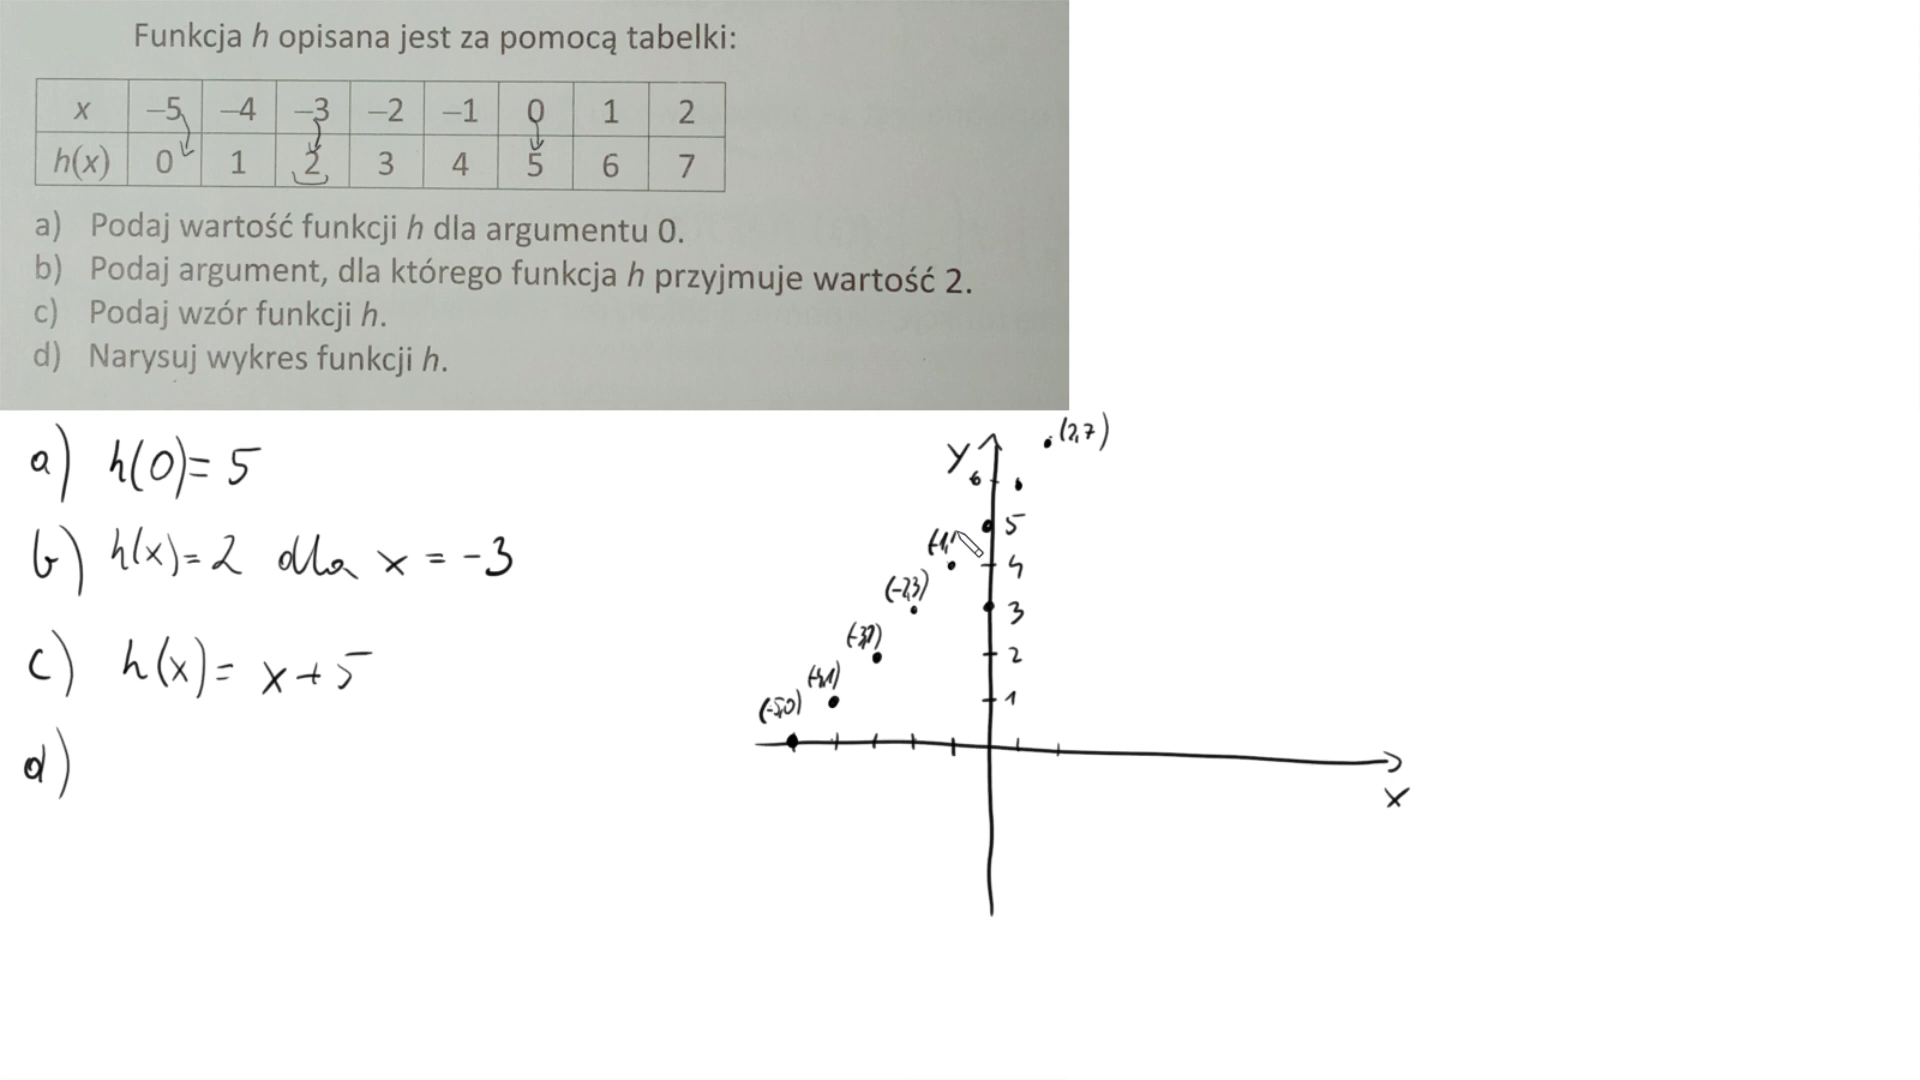 Funkcja h opisana jest za pomocą tabelki:
x –5 –4 –3 –2 –1 0 1 2
h(x) 0 1 2 3 4 5 6 7
a) Podaj wartość funkcji h dla argumentu 0.
b) Podaj argument, dla którego funkcja h przyjmuje wartość 2.
c) Podaj wzór funkcji h.
d) Narysuj wykres funkcji h.
a) h(0)= 5
b) h(x)= 2 dla x = -3
c) h(x)= x+5
d)
(2,7)
y
6
5
4
(-2,3)
3
(-3,2)
2
(-4,1)
1
(-5,0)
x